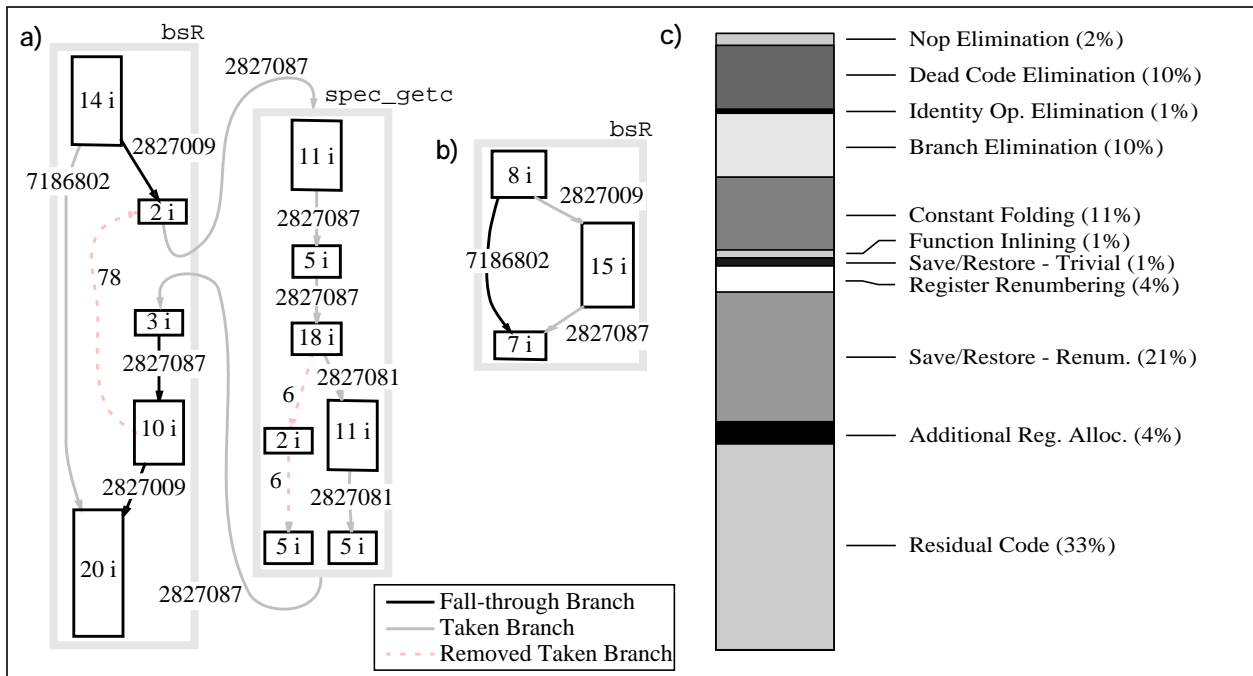 a)
bsR
14 i
2827009
7186802
2 i
78
3 i
2827087
10 i
2827009
20 i
2827087
spec_getc
11 i
2827087
5 i
2827087
18 i
2827081
6
2 i
11 i
6
2827081
5 i
5 i
2827087
b)
bsR
8 i
2827009
7186802
15 i
2827087
7 i
Fall-through Branch
Taken Branch
Removed Taken Branch
c)
Nop Elimination (2%)
Dead Code Elimination (10%)
Identity Op. Elimination (1%)
Branch Elimination (10%)
Constant Folding (11%)
Function Inlining (1%)
Save/Restore - Trivial (1%)
Register Renumbering (4%)
Save/Restore - Renum. (21%)
Additional Reg. Alloc. (4%)
Residual Code (33%)